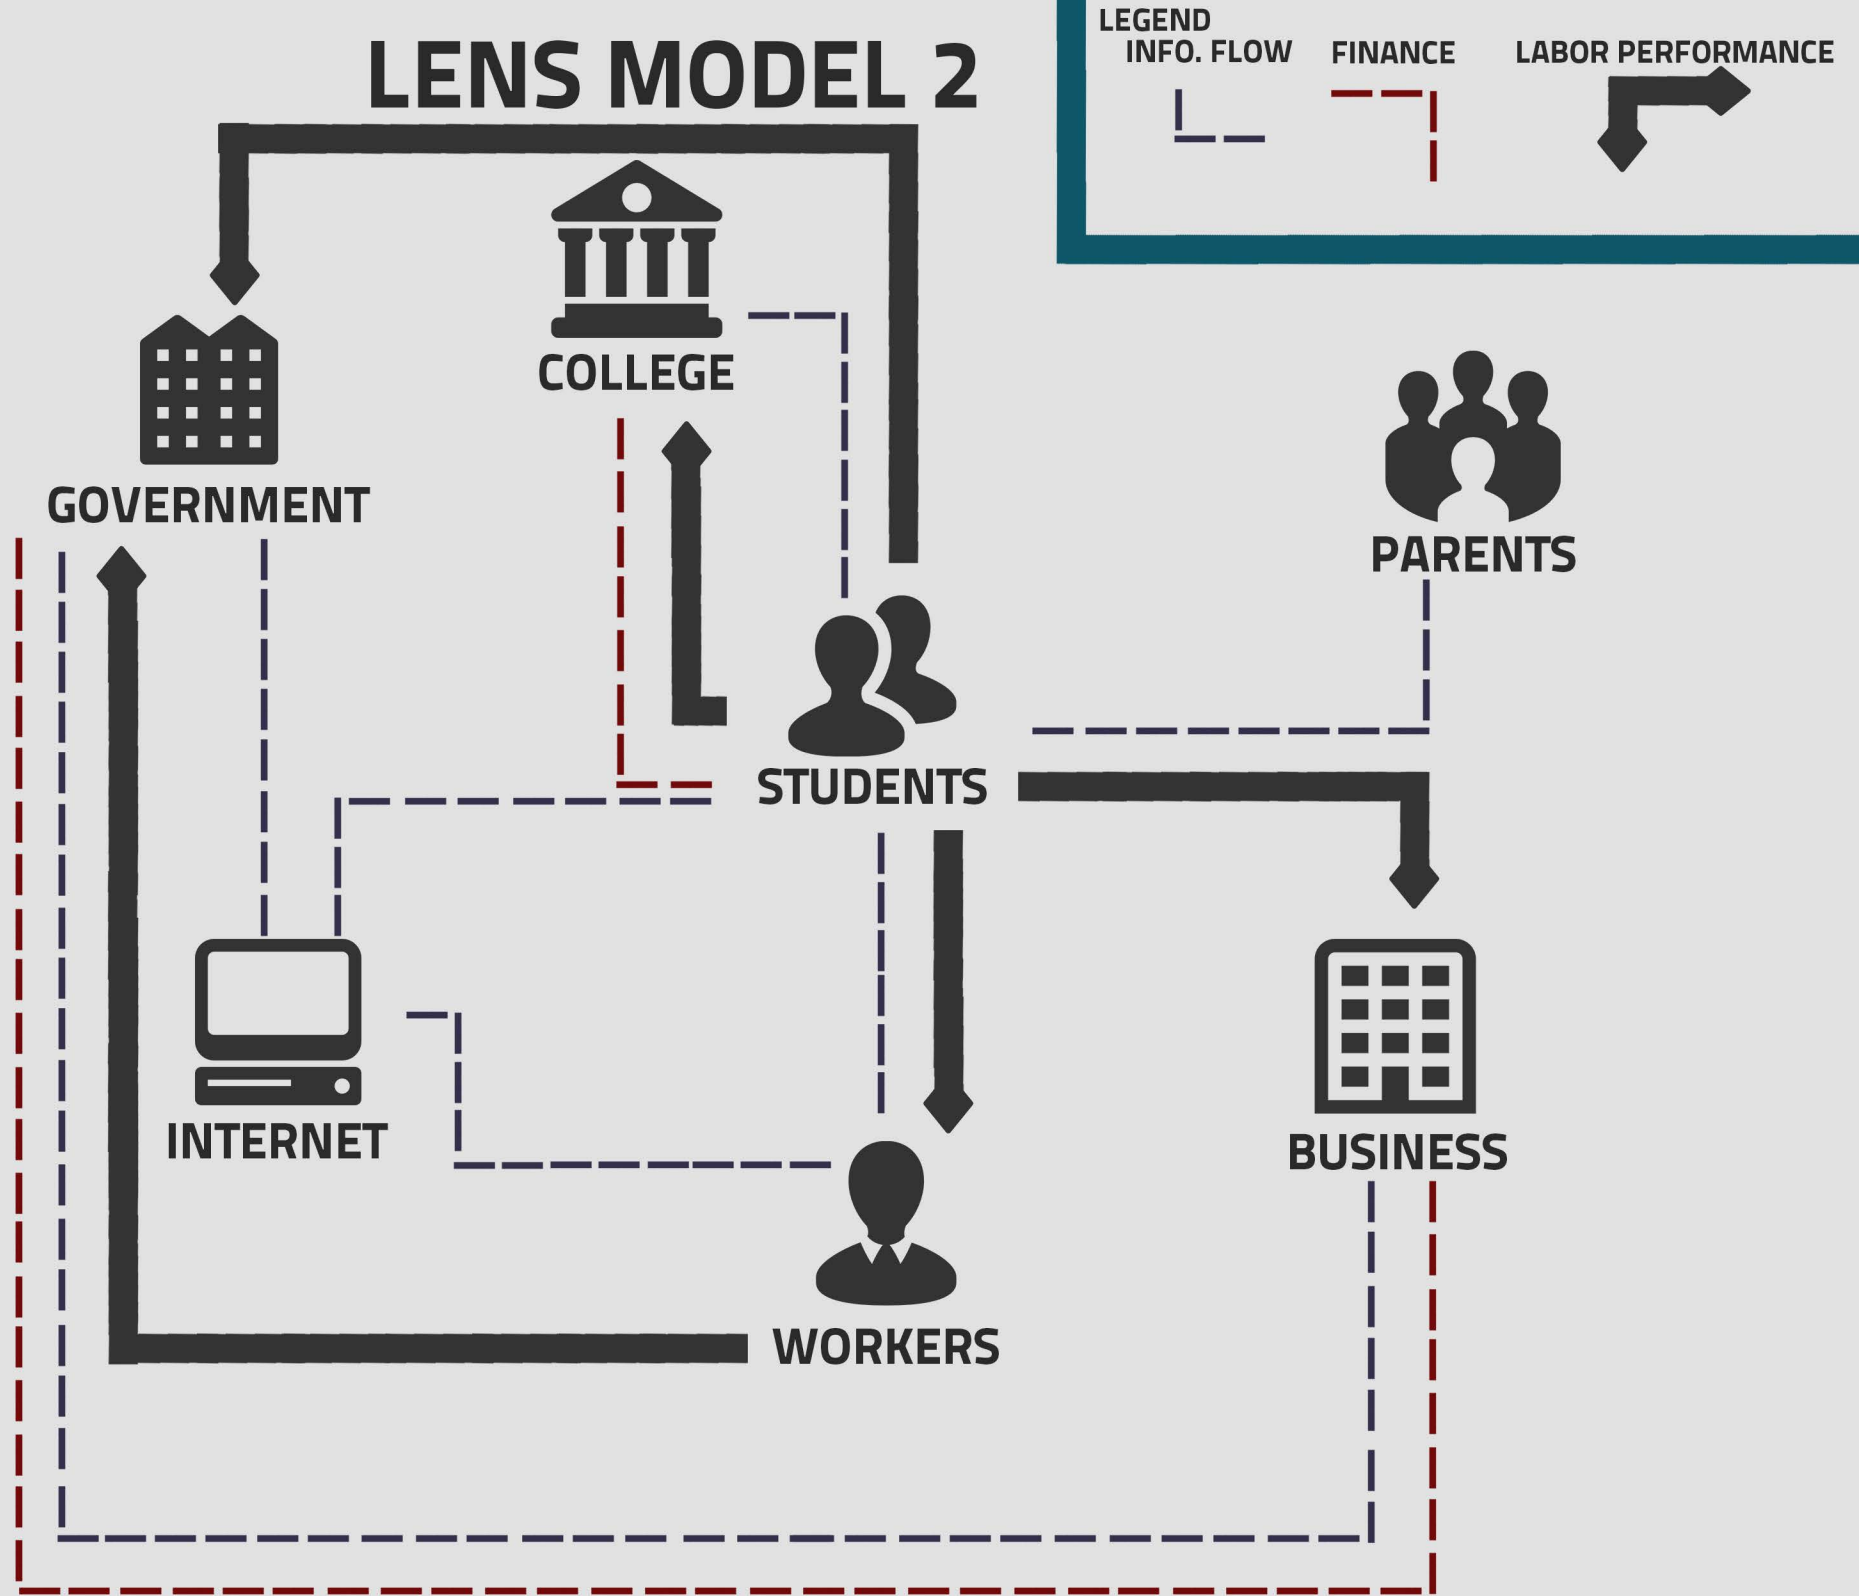 LENS MODEL 2
LEGEND
INFO. FLOW
FINANCE
LABOR PERFORMANCE
COLLEGE
GOVERNMENT
PARENTS
STUDENTS
INTERNET
BUSINESS
WORKERS